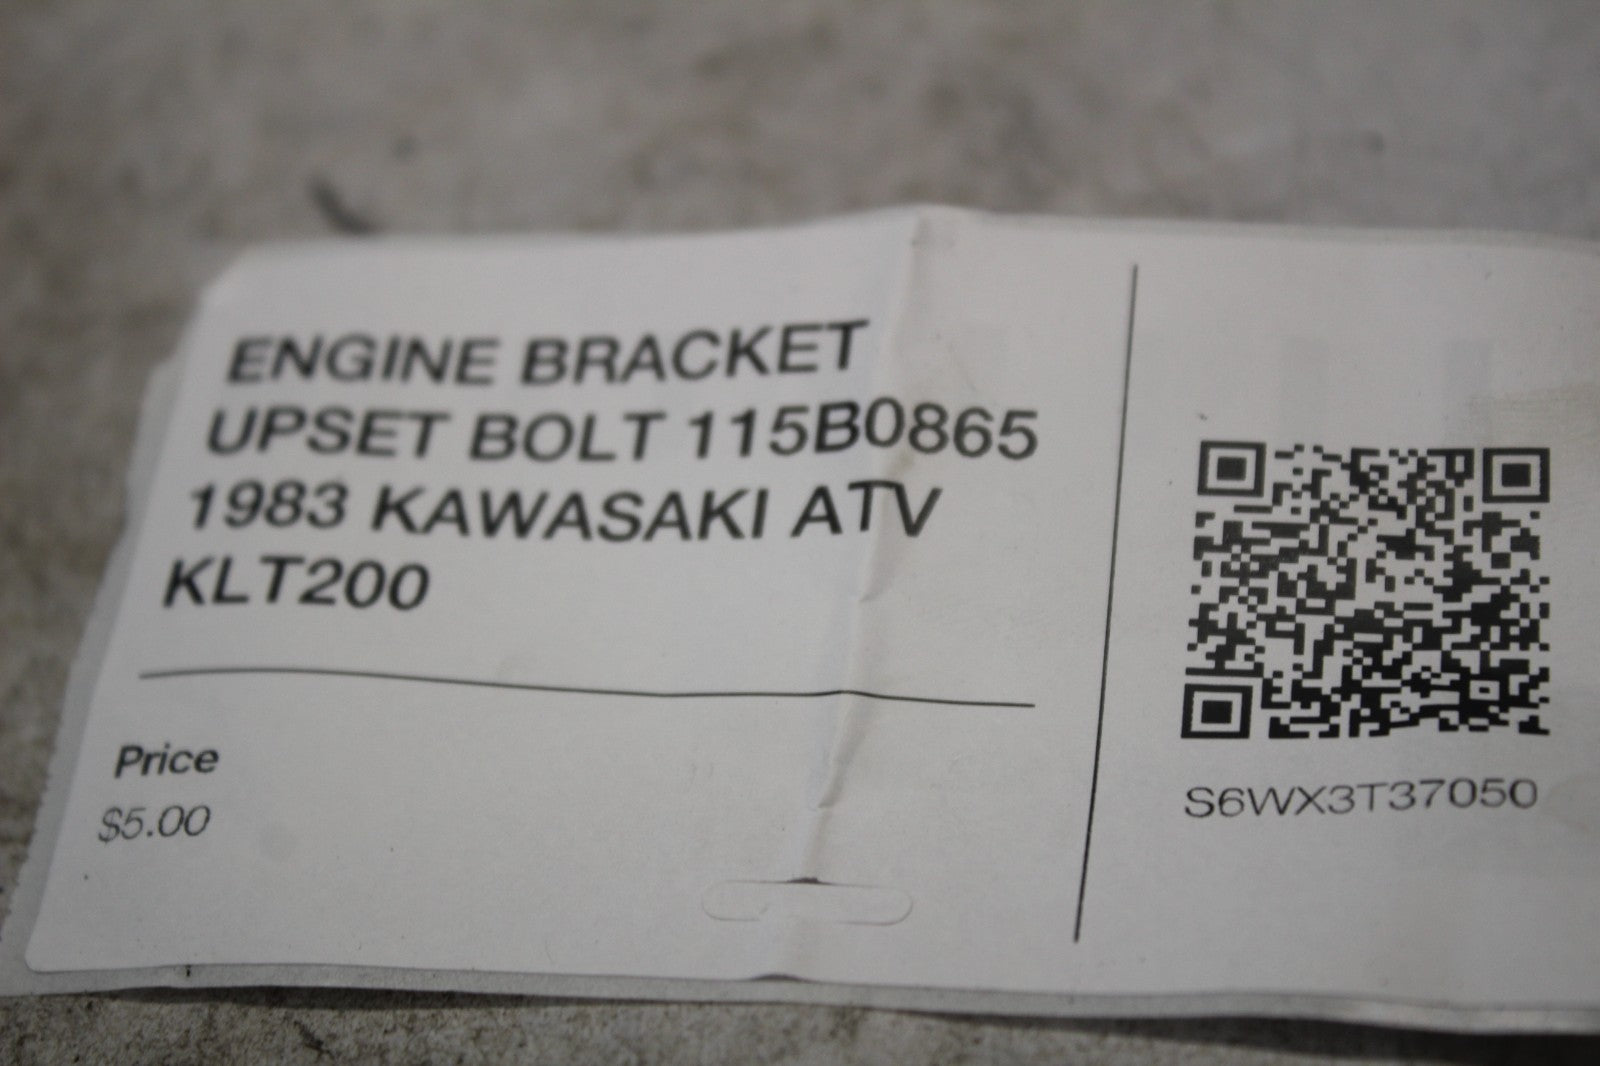 ENGINE BRACKET
UPSET BOLT 115B0865
1983 KAWASAKI ATV
KLT200
Price
$5.00
S6WX3T37050